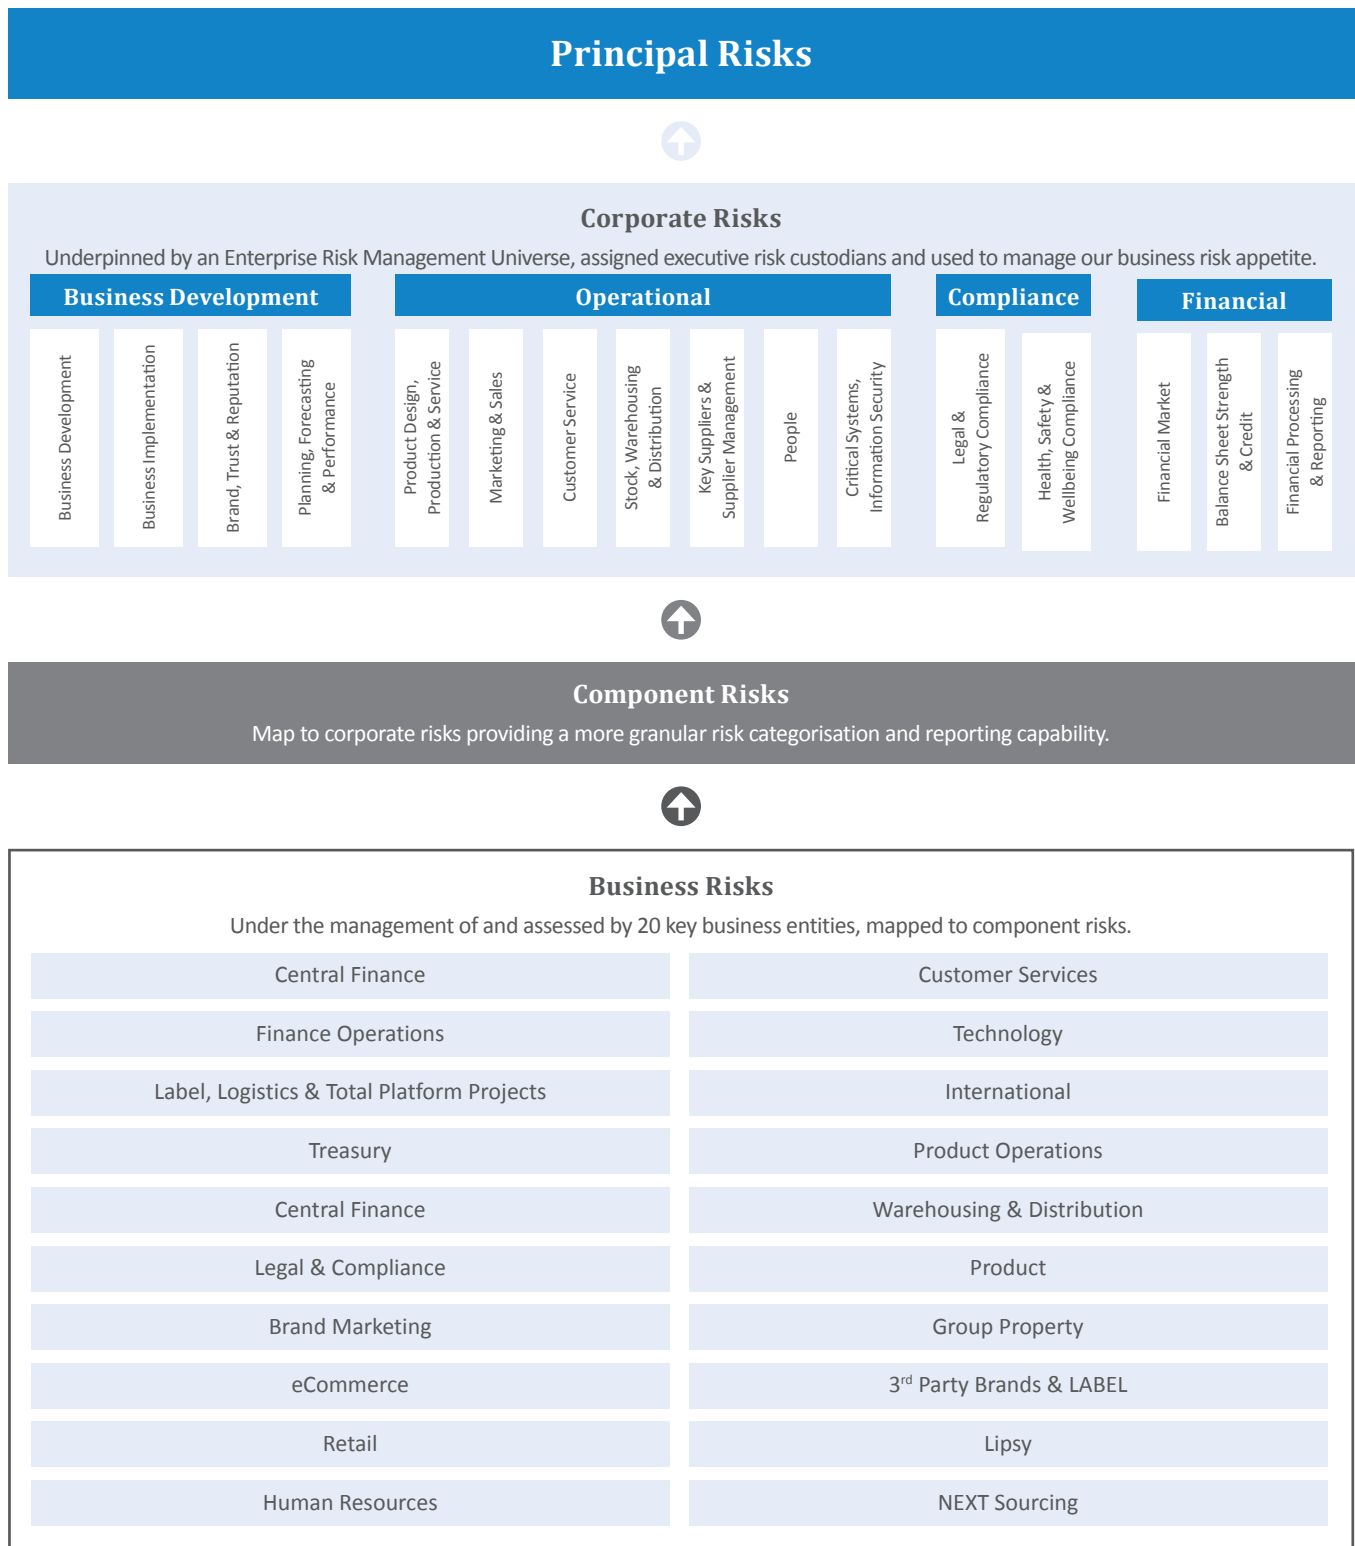 Principal Risks
Corporate Risks
Underpinned by an Enterprise Risk Management Universe, assigned executive risk custodians and used to manage our business risk appetite.
Business Development
Business Development
Business Implementation
Brand, Trust & Reputation
Planning, Forecasting
& Performance
Operational
Product Design,
Production & Service
Marketing & Sales
Customer Service
Stock, Warehousing
& Distribution
Key Suppliers &
Supplier Management
People
Critical Systems,
Information Security
Compliance
Legal &
Regulatory Compliance
Health, Safety &
Wellbeing Compliance
Financial
Financial Market
Balance Sheet Strength
& Credit
Financial Processing
& Reporting
Component Risks
Map to corporate risks providing a more granular risk categorisation and reporting capability.
Business Risks
Under the management of and assessed by 20 key business entities, mapped to component risks.
Central Finance
Customer Services
Finance Operations
Technology
Label, Logistics & Total Platform Projects
International
Treasury
Product Operations
Central Finance
Warehousing & Distribution
Legal & Compliance
Product
Brand Marketing
Group Property
eCommerce
3rd Party Brands & LABEL
Retail
Lipsy
Human Resources
NEXT Sourcing